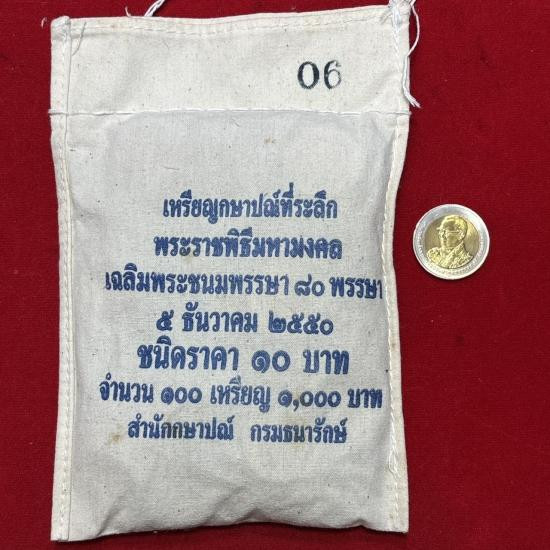 06
เหรียญกษาปณ์ที่ระลึก
พระราชพิธีมหามงคล
เฉลิมพระชนมพรรษา ๘๐ พรรษา
๕ ธันวาคม ๒๕๕๐
ชนิดราคา ๑๐ บาท
จำนวน ๑๐๐ เหรียญ ๑,๐๐๐ บาท
สำนักกษาปณ์ กรมธนารักษ์